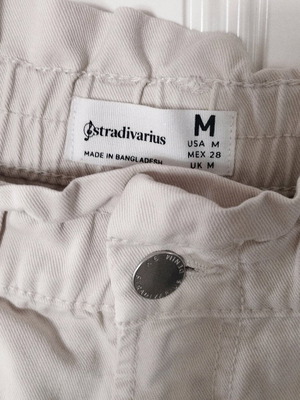 stradivarius
MADE IN BANGLADESH
M
USA M
MEX 28
UK M